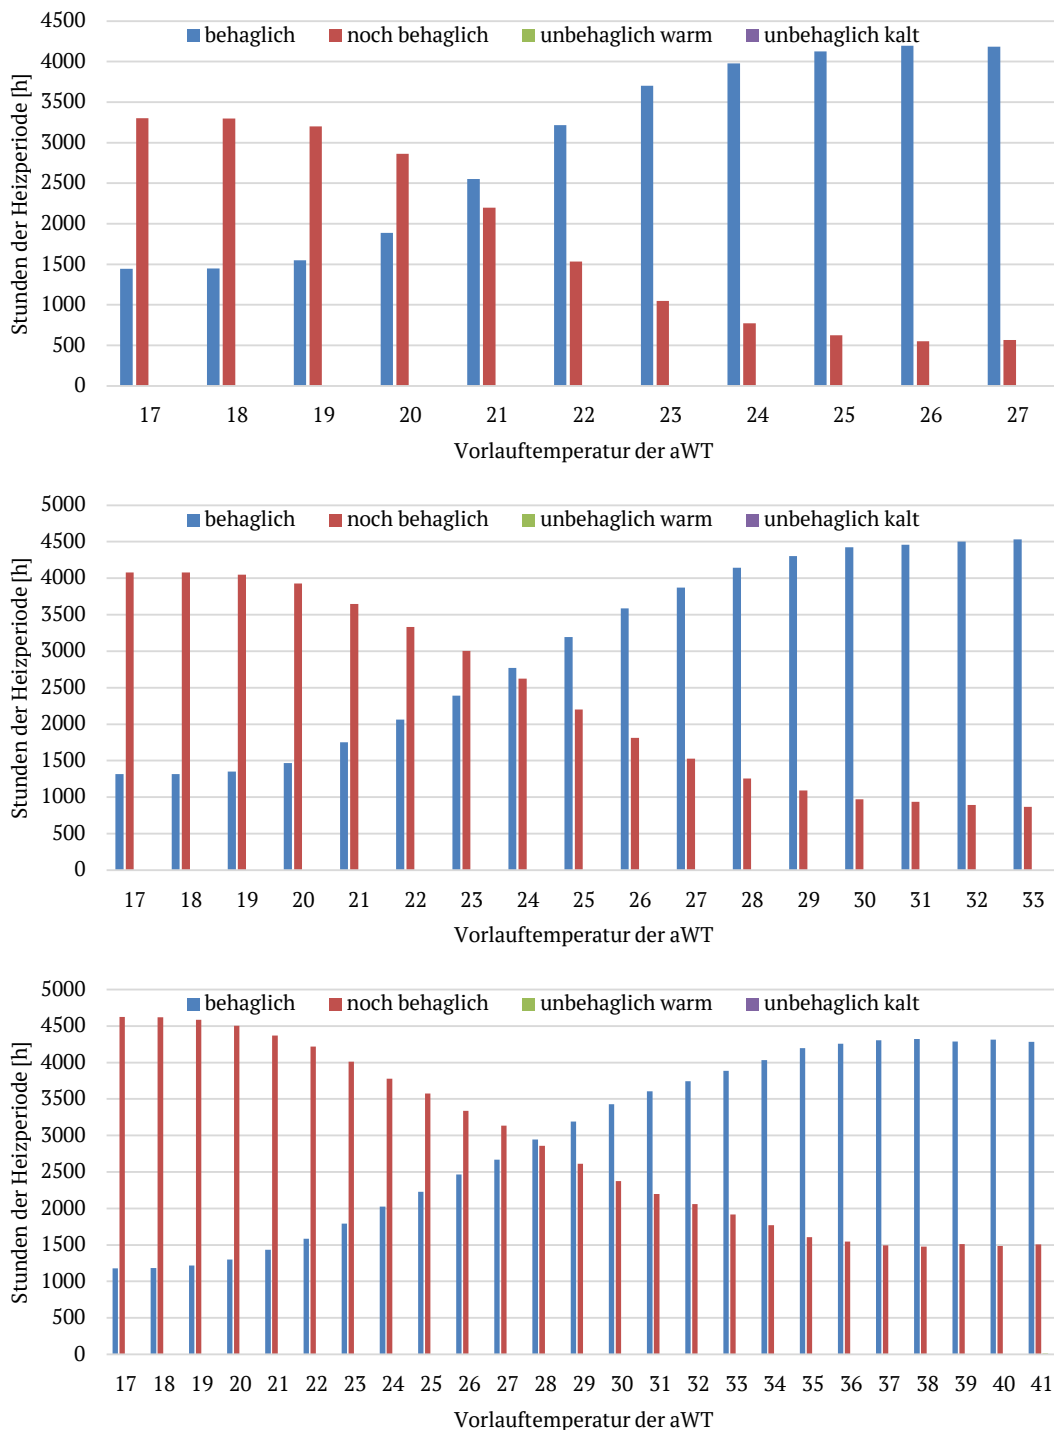 4500
behaglich noch behaglich unbehaglich warm unbehaglich kalt
4000
3500
3000
2500
2000
1500
1000
500
0
Stunden der Heizperiode [h]
17 18 19 20 21 22 23 24 25 26 27
Vorlauftemperatur der aWT
5000
behaglich noch behaglich unbehaglich warm unbehaglich kalt
4500
4000
3500
3000
2500
2000
1500
1000
500
0
Stunden der Heizperiode [h]
17 18 19 20 21 22 23 24 25 26 27 28 29 30 31 32 33
Vorlauftemperatur der aWT
5000
behaglich noch behaglich unbehaglich warm unbehaglich kalt
4500
4000
3500
3000
2500
2000
1500
1000
500
0
Stunden der Heizperiode [h]
17 18 19 20 21 22 23 24 25 26 27 28 29 30 31 32 33 34 35 36 37 38 39 40 41
Vorlauftemperatur der aWT